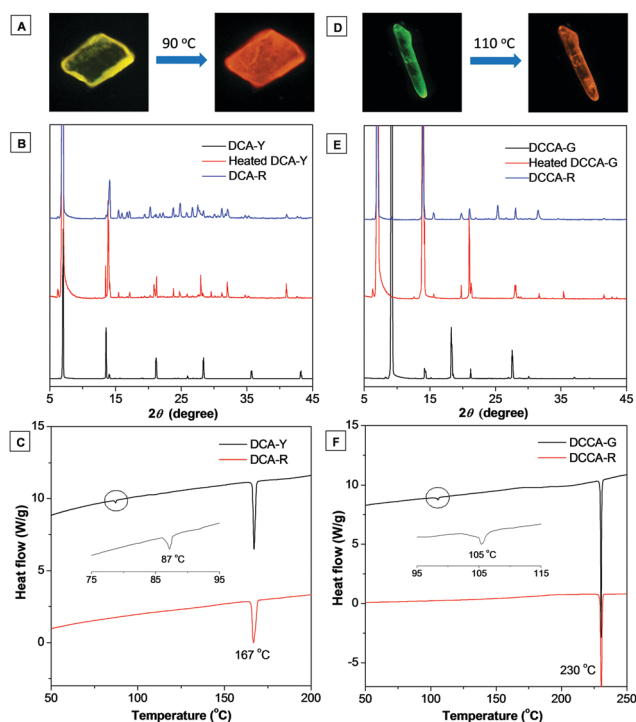 A
90 °C
D
110 °C
B
DCA-Y
Heated DCA-Y
DCA-R
5 15 25 35 45
2θ (degree)
E
DCCA-G
Heated DCCA-G
DCCA-R
5 15 25 35 45
2θ (degree)
C
15
10
5
0
Heat flow (W/g)
DCA-Y
DCA-R
75 85 95
87 °C
167 °C
50 100 150 200
Temperature (°C)
F
15
10
5
0
-5
Heat flow (W/g)
DCCA-G
DCCA-R
95 105 115
105 °C
230 °C
50 100 150 200 250
Temperature (°C)